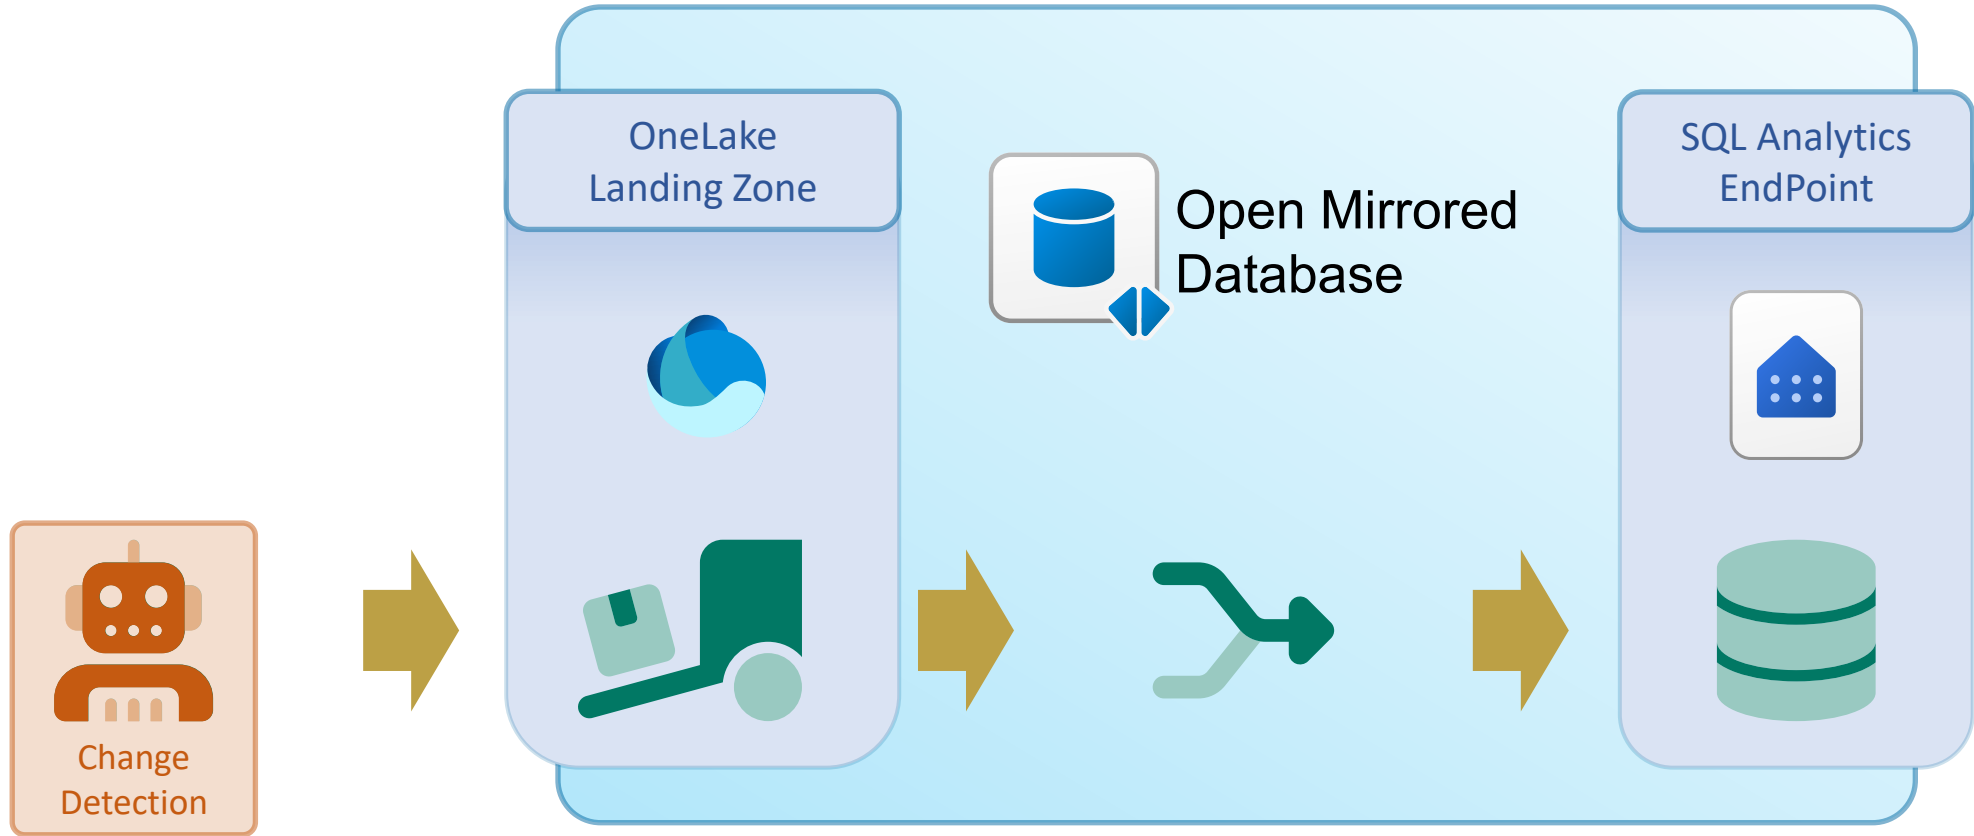 OneLake
Landing Zone
Open Mirrored
Database
SQL Analytics
EndPoint
Change
Detection